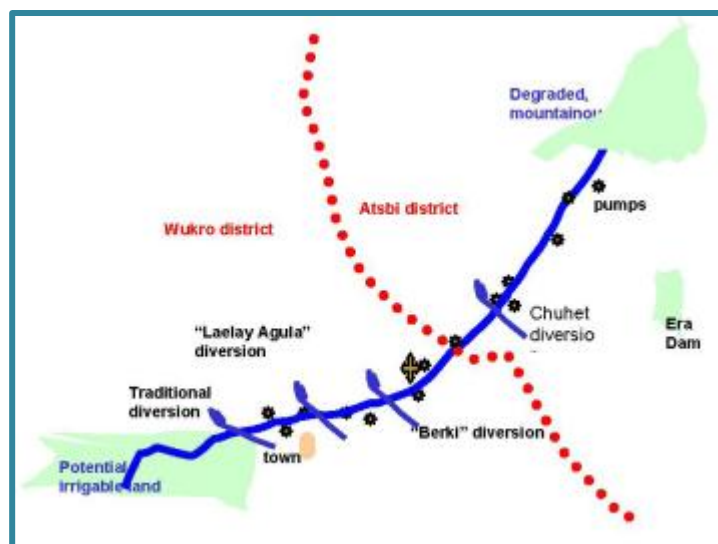 Degraded,
mountainou
pumps
Atsbi district
Wukro district
Chuhet
diversio
Era
Dam
“Laelay Agula”
diversion
Traditional
diversion
“Berki” diversion
town
Potential
irrigable land